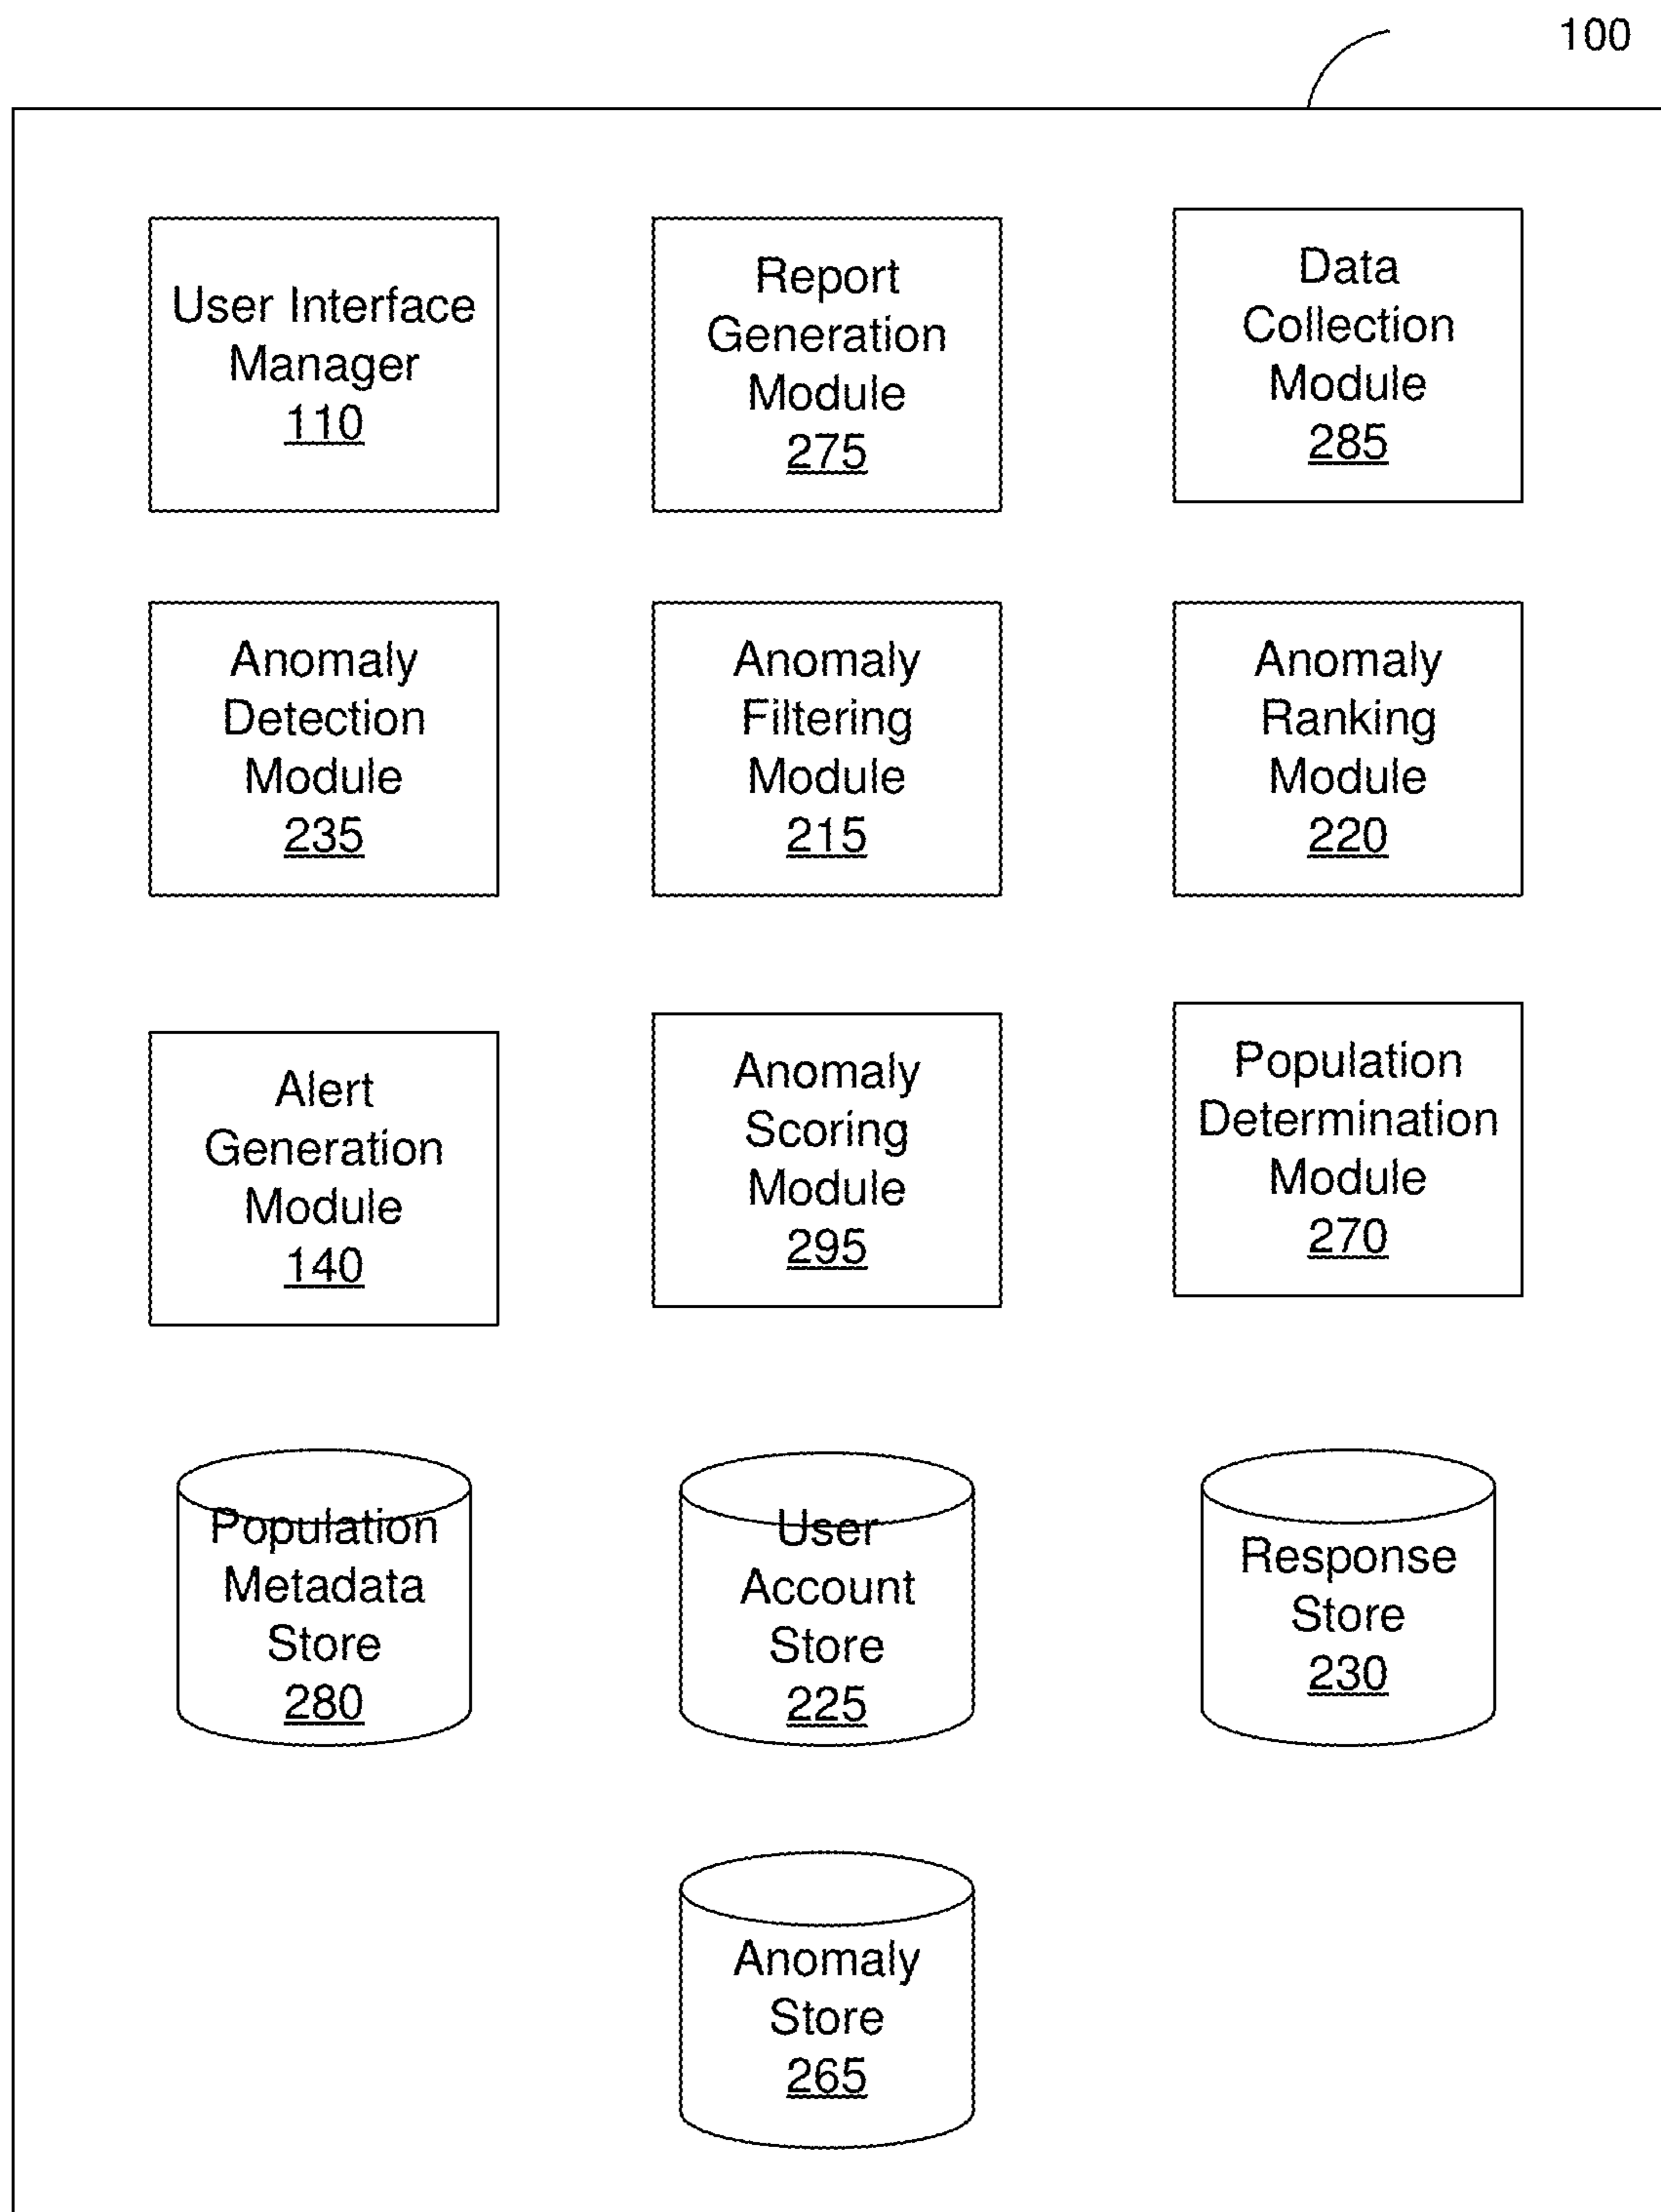 100
User Interface
Manager
110
Report
Generation
Module
275
Data
Collection
Module
285
Anomaly
Detection
Module
235
Anomaly
Filtering
Module
215
Anomaly
Ranking
Module
220
Alert
Generation
Module
140
Anomaly
Scoring
Module
295
Population
Determination
Module
270
Population
Metadata
Store
280
User
Account
Store
225
Response
Store
230
Anomaly
Store
265